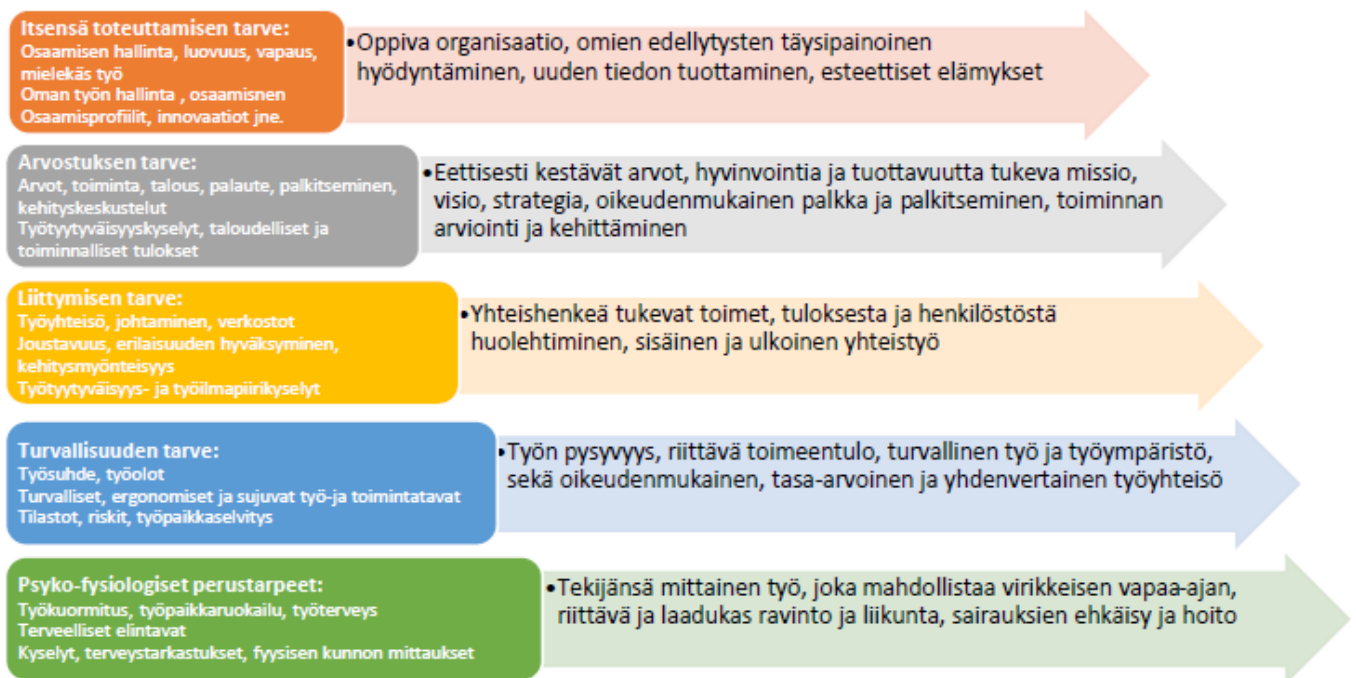 Itsensä toteuttamisen tarve:
Osaamisen hallinta, luovuus, vapaus,
mielekäs työ
Oman työn hallinta , osaamisnen
Osaamisprofiilit, innovaatiot jne.
•Oppiva organisaatio, omien edellytysten täysipainoinen
hyödyntäminen, uuden tiedon tuottaminen, esteettiset elämykset
Arvostuksen tarve:
Arvot, toiminta, talous, palaute, palkitseminen,
kehityskeskustelut
Työtyytyväisyyskyselyt, taloudelliset ja
toiminnalliset tulokset
•Eettisesti kestävät arvot, hyvinvointia ja tuottavuutta tukeva missio,
visio, strategia, oikeudenmukainen palkka ja palkitseminen, toiminnan
arviointi ja kehittäminen
Liittymisen tarve:
Työyhteisö, johtaminen, verkostot
Joustavuus, erilaisuuden hyväksyminen,
kehitysmyönteisyys
Työtyytyväisyys- ja työilmapiirikyselyt
•Yhteishenkeä tukevat toimet, tuloksesta ja henkilöstöstä
huolehtiminen, sisäinen ja ulkoinen yhteistyö
Turvallisuuden tarve:
Työsuhde, työolot
Turvalliset, ergonomiset ja sujuvat työ-ja toimintatavat
Tilastot, riskit, työpaikkaselvitys
•Työn pysyvyys, riittävä toimeentulo, turvallinen työ ja työympäristö,
sekä oikeudenmukainen, tasa-arvoinen ja yhdenvertainen työyhteisö
Psyko-fysiologiset perustarpeet:
Työkuormitus, työpaikkaruokailu, työterveys
Terveelliset elintavat
Kyselyt, terveystarkastukset, fyysisen kunnon mittaukset
•Tekijänsä mittainen työ, joka mahdollistaa virikkeisen vapaa-ajan,
riittävä ja laadukas ravinto ja liikunta, sairauksien ehkäisy ja hoito